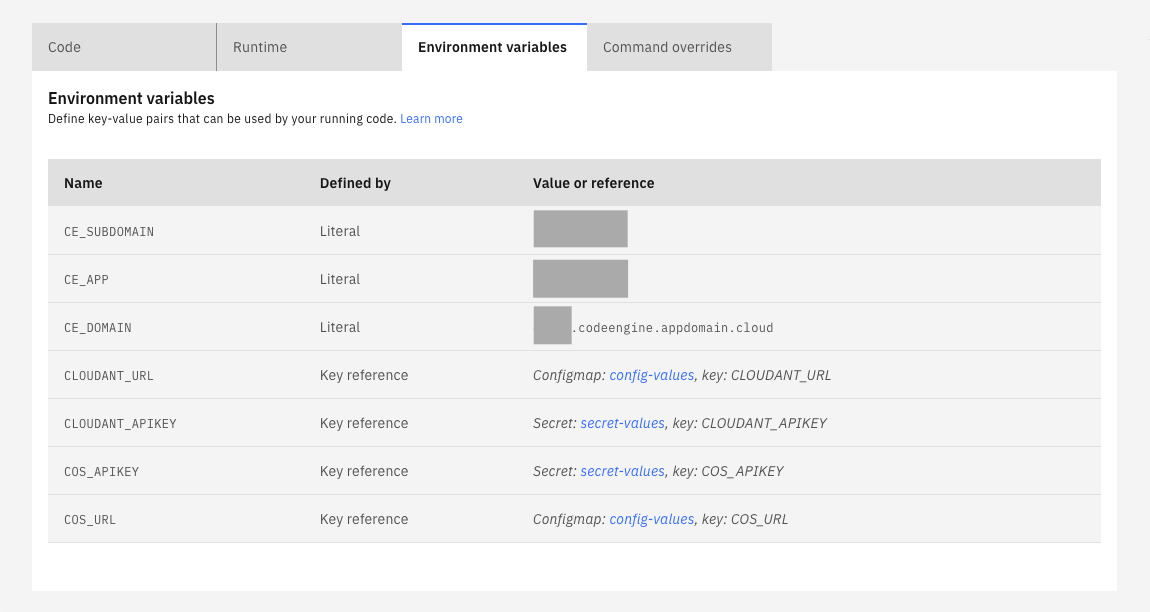 Code Runtime Environment variables Command overrides
Environment variables
Define key-value pairs that can be used by your running code. Learn more
Name Defined by Value or reference
CE_SUBDOMAIN Literal
CE_APP Literal
CE_DOMAIN Literal .codeengine.appdomain.cloud
CLOUDANT_URL Key reference Configmap: config-values, key: CLOUDANT_URL
CLOUDANT_APIKEY Key reference Secret: secret-values, key: CLOUDANT_APIKEY
COS_APIKEY Key reference Secret: secret-values, key: COS_APIKEY
COS_URL Key reference Configmap: config-values, key: COS_URL